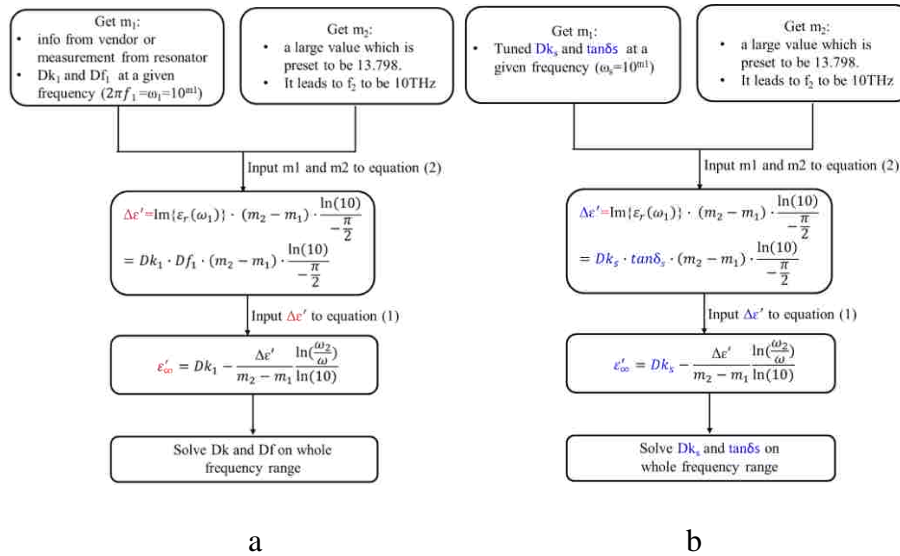 Get m₁:
• info from vendor or
measurement from resonator
• Dk₁ and Df₁ at a given
frequency (2πf₁=ω₁=10ᵐ¹)
Get m₂:
• a large value which is
preset to be 13.798.
• It leads to f₂ to be 10THz
Input m1 and m2 to equation (2)
Δε'=Im{εᵣ(ω₁)} · (m₂ − m₁) · ln(10) / −π/2
= Dk₁ · Df₁ · (m₂ − m₁) · ln(10) / −π/2
Input Δε' to equation (1)
ε'∞ = Dk₁ − Δε' / m₂ − m₁ ln(ω₂/ω) / ln(10)
Solve Dk and Df on whole
frequency range
a
Get m₁:
• Tuned Dkₛ and tanδs at a
given frequency (ωₛ=10ᵐ¹)
Get m₂:
• a large value which is
preset to be 13.798.
• It leads to f₂ to be 10THz
Input m1 and m2 to equation (2)
Δε'=Im{εᵣ(ω₁)} · (m₂ − m₁) · ln(10) / −π/2
= Dkₛ · tanδₛ · (m₂ − m₁) · ln(10) / −π/2
Input Δε' to equation (1)
ε'∞ = Dkₛ − Δε' / m₂ − m₁ ln(ω₂/ω) / ln(10)
Solve Dkₛ and tanδs on
whole frequency range
b